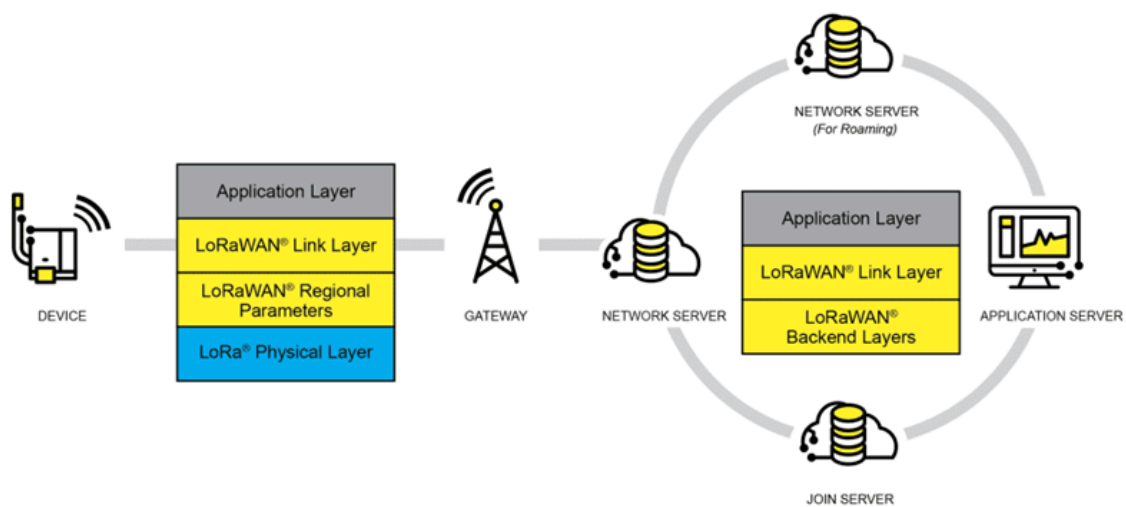 NETWORK SERVER
(For Roaming)
Application Layer
LoRaWAN® Link Layer
LoRaWAN® Regional
Parameters
LoRa® Physical Layer
Application Layer
LoRaWAN® Link Layer
LoRaWAN®
Backend Layers
DEVICE
GATEWAY
NETWORK SERVER
APPLICATION SERVER
JOIN SERVER